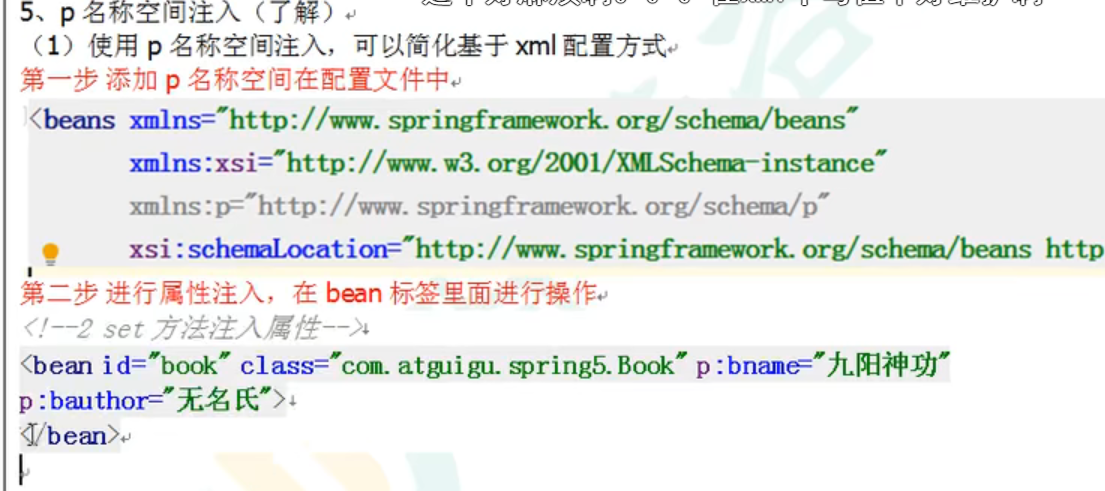 5、p 名称空间注入（了解）
（1）使用 p 名称空间注入，可以简化基于 xml 配置方式
第一步 添加 p 名称空间在配置文件中
<beans xmlns="http://www.springframework.org/schema/beans"
xmlns:xsi="http://www.w3.org/2001/XMLSchema-instance"
xmlns:p="http://www.springframework.org/schema/p"
xsi:schemaLocation="http://www.springframework.org/schema/beans http
第二步 进行属性注入，在 bean 标签里面进行操作
<!--2 set 方法注入属性-->
<bean id="book" class="com.atguigu.spring5.Book" p:bname="九阳神功"
p:bauthor="无名氏">
</bean>